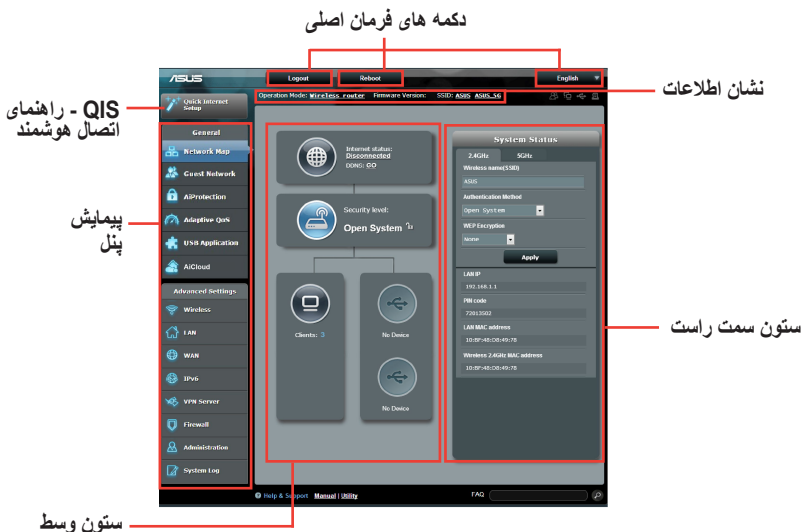 دکمه های فرمان اصلی
نشان اطلاعات
QIS - راهنمای
اتصال هوشمند
پیمایش
پنل
ستون سمت راست
ستون وسط
ASUS
Logout
Reboot
English
Quick Internet
Setup
Operation Mode: Wireless router Firmware Version: SSID: ASUS ASUS_5G
General
Network Map
Guest Network
AiProtection
Adaptive QoS
USB Application
AiCloud
Advanced Settings
Wireless
LAN
WAN
IPv6
VPN Server
Firewall
Administration
System Log
Internet status:
Disconnected
DDNS: GO
Security level:
Open System
Clients: 3
No Device
No Device
System Status
2.4GHz 5GHz
Wireless name(SSID)
ASUS
Authentication Method
Open System
WEP Encryption
None
Apply
LAN IP
192.168.1.1
PIN code
72013502
LAN MAC address
10:BF:48:D8:49:78
Wireless 2.4GHz MAC address
10:BF:48:D8:49:78
Help & Support Manual | Utility
FAQ